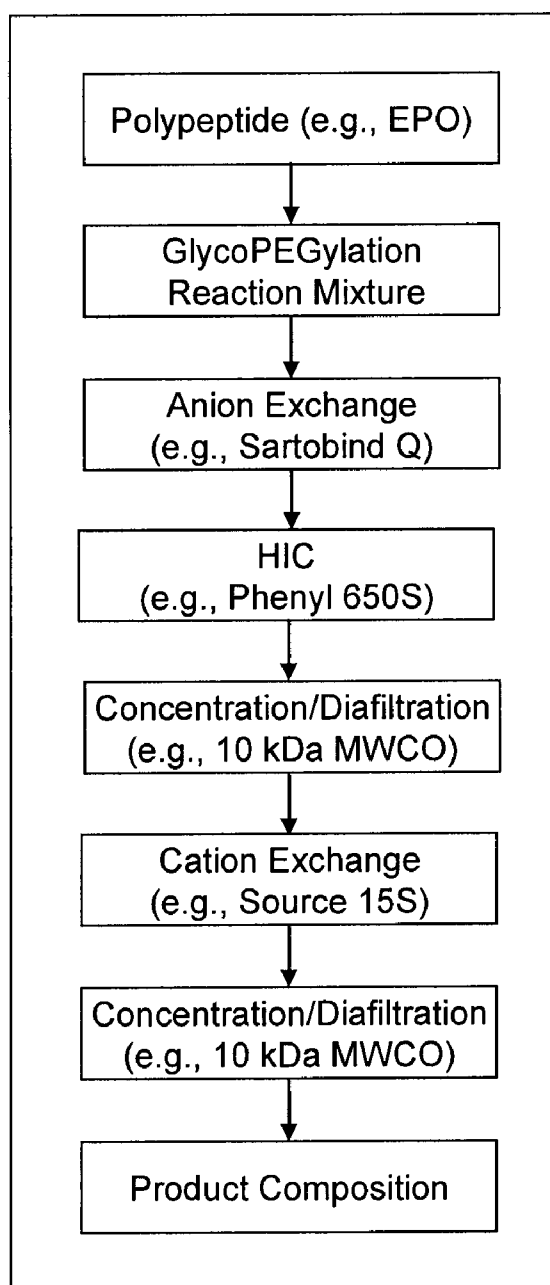 Polypeptide (e.g., EPO)
GlycoPEGylation
Reaction Mixture
Anion Exchange
(e.g., Sartobind Q)
HIC
(e.g., Phenyl 650S)
Concentration/Diafiltration
(e.g., 10 kDa MWCO)
Cation Exchange
(e.g., Source 15S)
Concentration/Diafiltration
(e.g., 10 kDa MWCO)
Product Composition